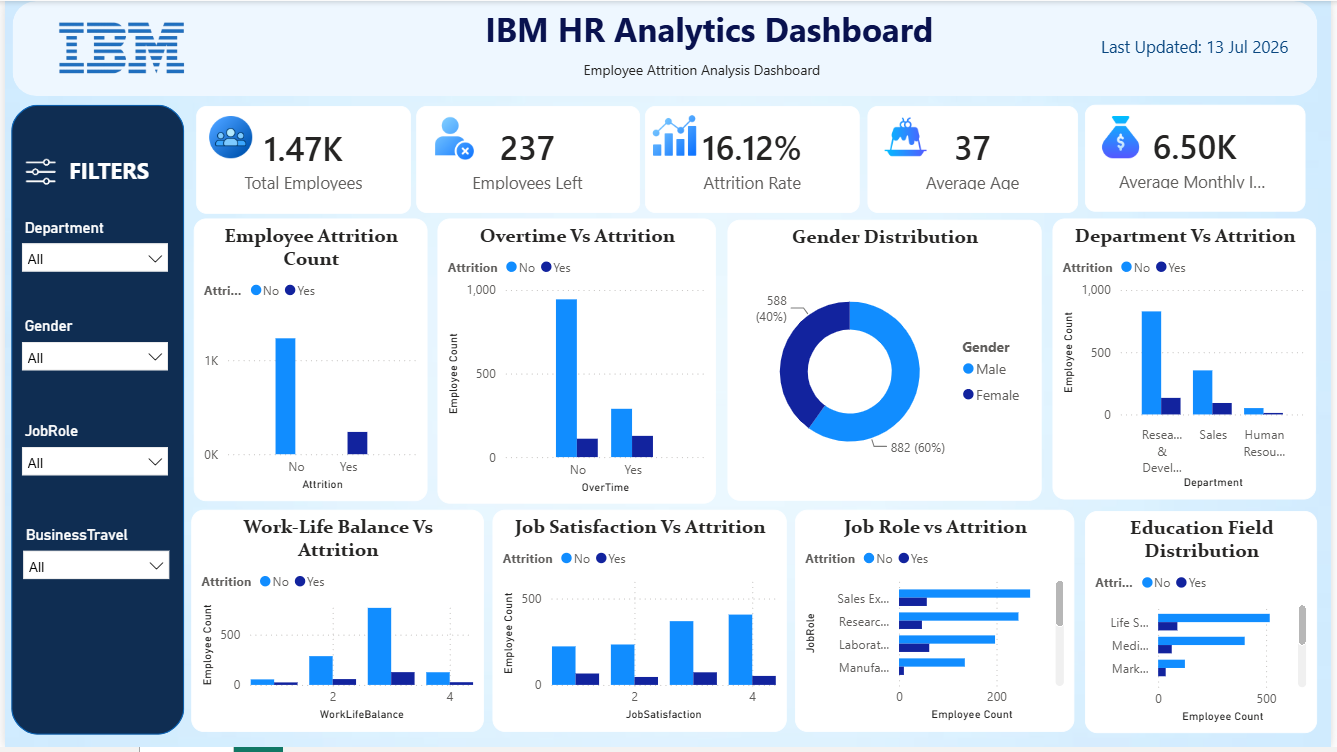 IBM
IBM HR Analytics Dashboard
Employee Attrition Analysis Dashboard
Last Updated: 13 Jul 2026
FILTERS
Department
All
Gender
All
JobRole
All
BusinessTravel
All
1.47K
Total Employees
237
Employees Left
16.12%
Attrition Rate
37
Average Age
$
6.50K
Average Monthly I...
Employee Attrition
Count
Attri... No Yes
1K
0K
No Yes
Attrition
Overtime Vs Attrition
Attrition No Yes
Employee Count
1,000
500
0
No Yes
OverTime
Gender Distribution
588
(40%)
882 (60%)
Gender
Male
Female
Department Vs Attrition
Attrition No Yes
Employee Count
1,000
500
0
Resea...
&
Devel...
Sales
Human
Resou...
Department
Work-Life Balance Vs
Attrition
Attrition No Yes
Employee Count
500
0
2 4
WorkLifeBalance
Job Satisfaction Vs Attrition
Attrition No Yes
Employee Count
500
0
2 4
JobSatisfaction
Job Role vs Attrition
Attrition No Yes
JobRole
Sales Ex...
Researc...
Laborat...
Manufa...
0 200
Employee Count
Education Field
Distribution
Attri... No Yes
Life S...
Medi...
Mark...
0 500
Employee Count